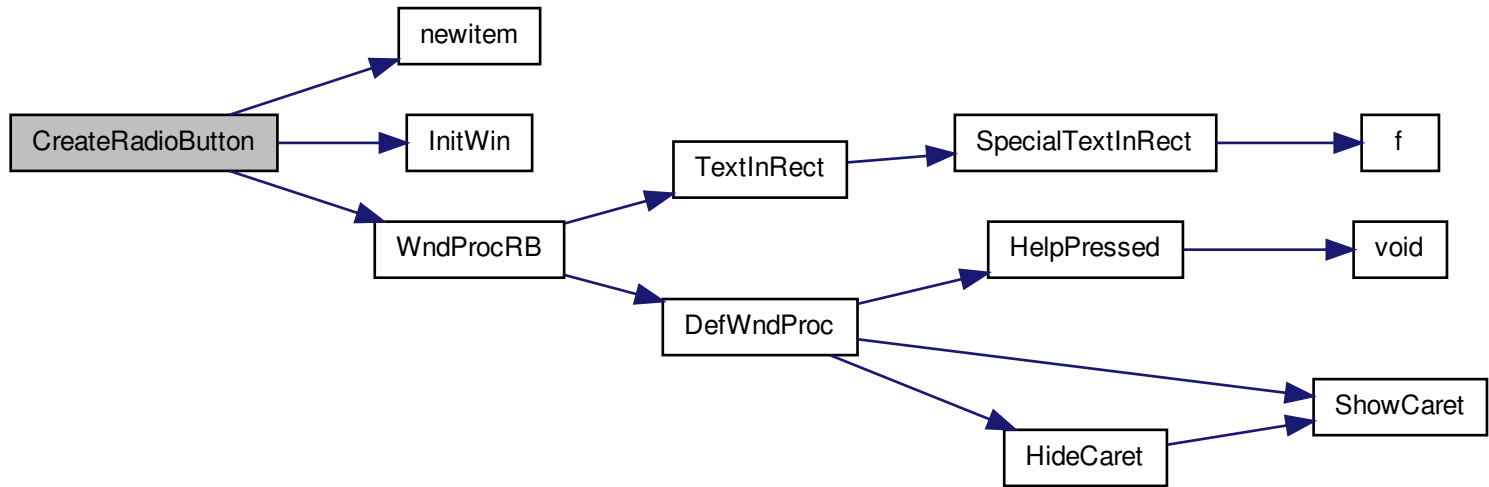 newitem
CreateRadioButton
InitWin
SpecialTextInRect
f
TextInRect
WndProcRB
HelpPressed
void
DefWndProc
ShowCaret
HideCaret